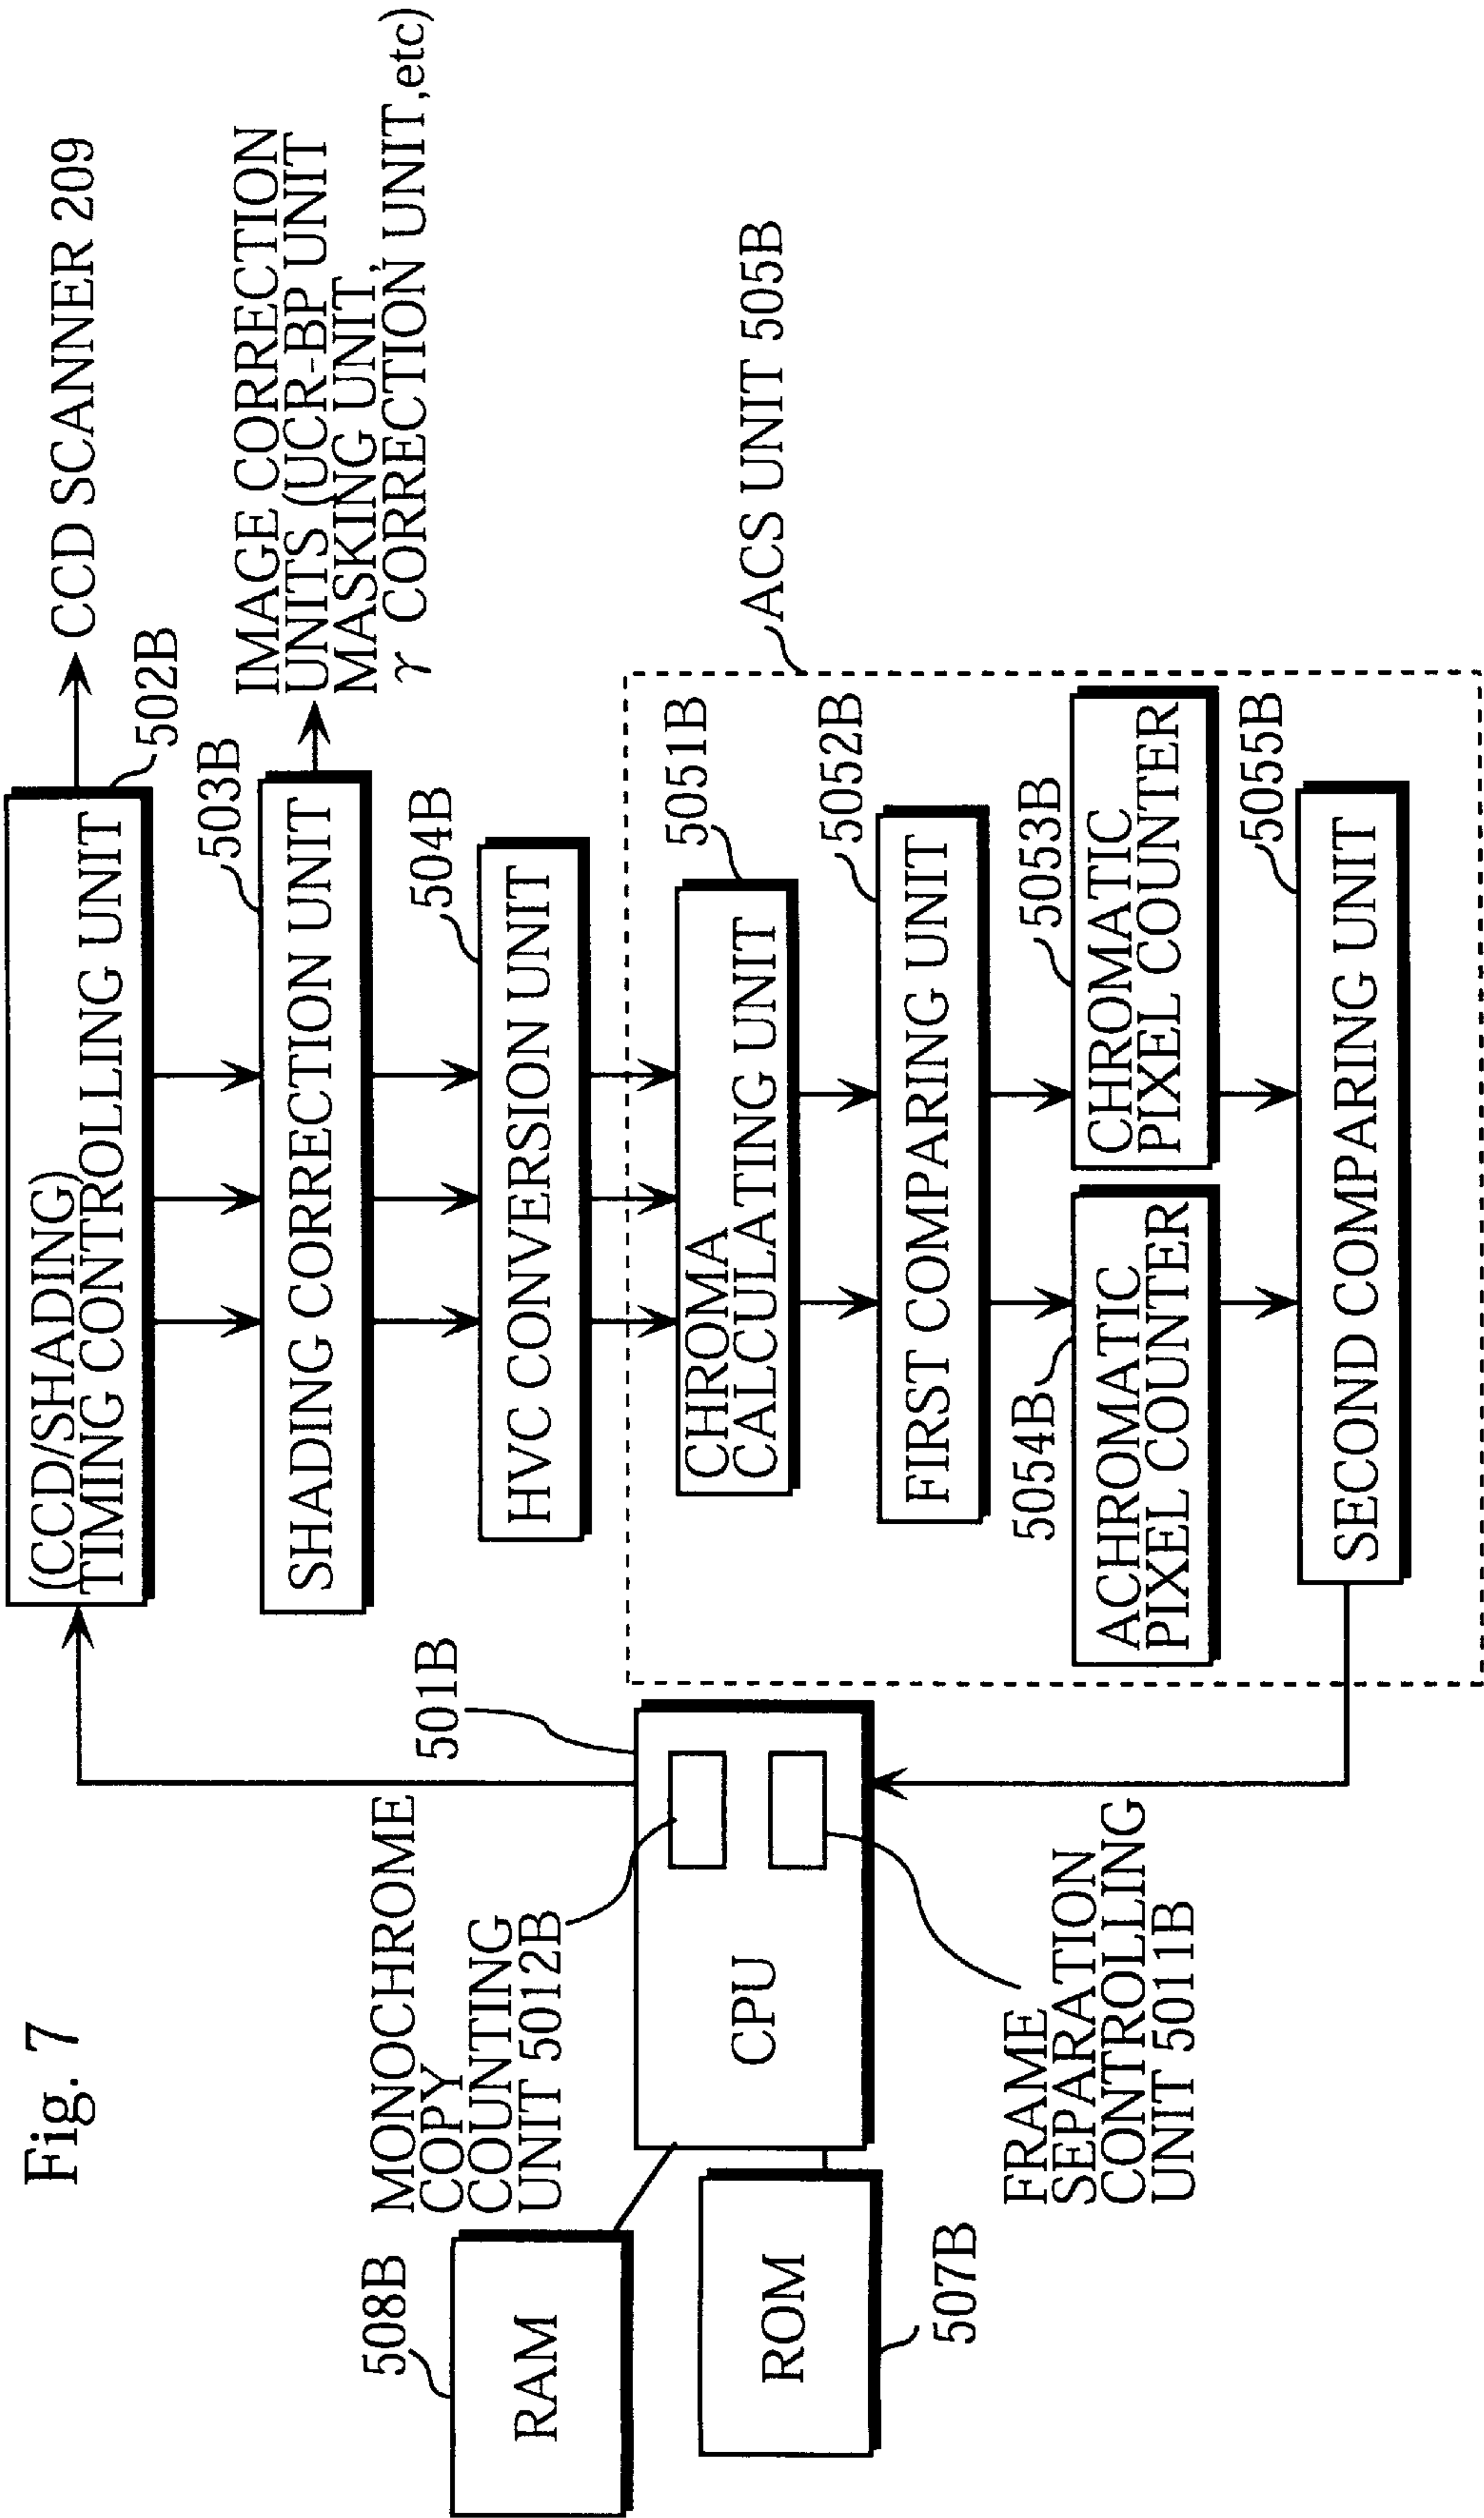 Fig. 7
(CCD/SHADING)
TIMING CONTROLLING UNIT
CCD SCANNER 209
502B
503B
SHADING CORRECTION UNIT
IMAGE CORRECTION
UNITS (UCR-BP UNIT
MASKING UNIT,
γ CORRECTION UNIT,etc)
504B
HVC CONVERSION UNIT
501B
MONOCHROME
COPY
COUNTING
UNIT 5012B
508B
RAM
CPU
ROM
507B
FRAME
SEPARATION
CONTROLLING
UNIT 5011B
ACS UNIT 505B
CHROMA
CALCULATING UNIT
5051B
FIRST COMPARING UNIT
5052B
5054B
ACHROMATIC
PIXEL COUNTER
5053B
CHROMATIC
PIXEL COUNTER
SECOND COMPARING UNIT
5055B